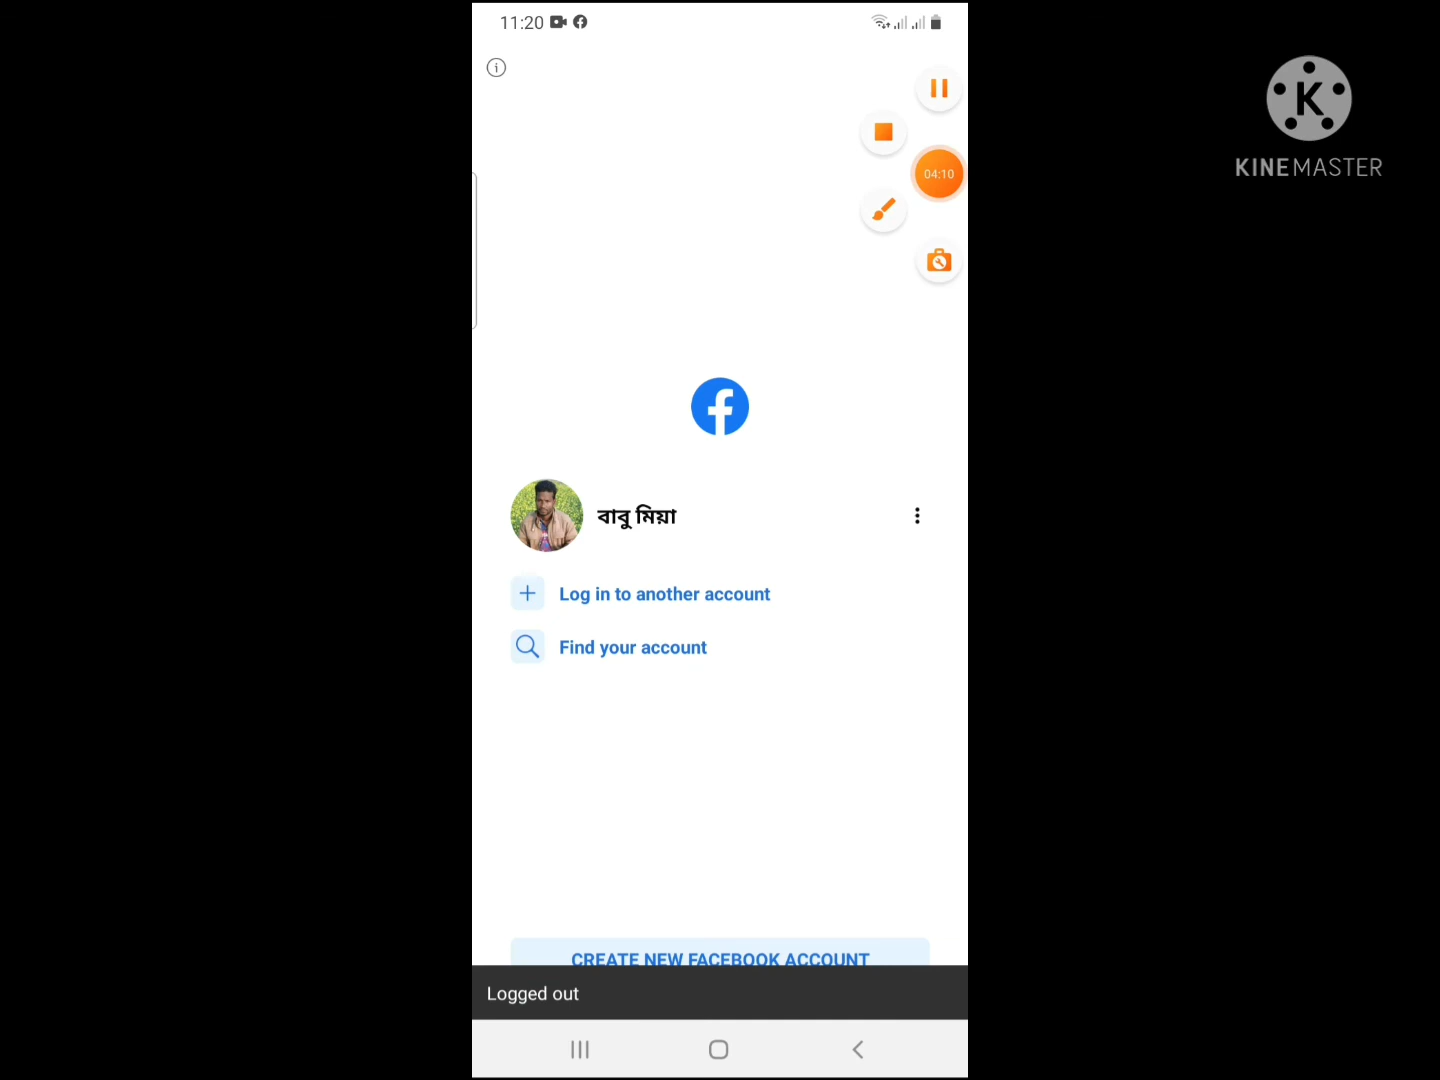 11:20
04:10
KINEMASTER
বাবু মিয়া
Log in to another account
Find your account
CREATE NEW FACEBOOK ACCOUNT
Logged out